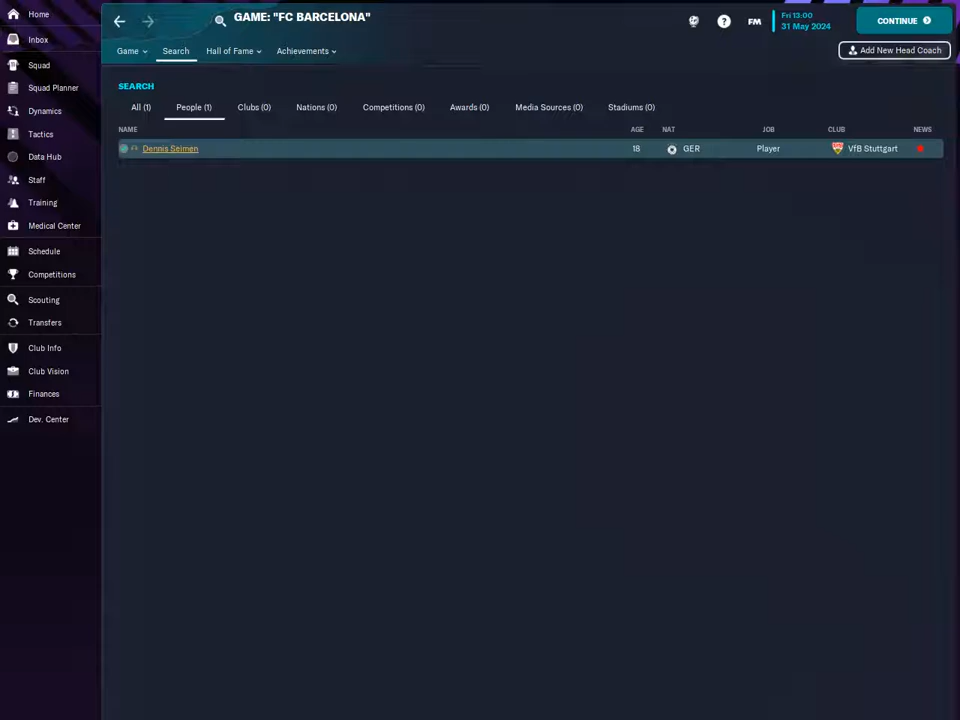 Home
Inbox
Squad
Squad Planner
Dynamics
Tactics
Data Hub
Staff
Training
Medical Center
Schedule
Competitions
Scouting
Transfers
Club Info
Club Vision
Finances
Dev. Center
GAME: "FC BARCELONA"
FM
Fri 13:00
31 May 2024
CONTINUE
Game
Search
Hall of Fame
Achievements
Add New Head Coach
SEARCH
All (1)
People (1)
Clubs (0)
Nations (0)
Competitions (0)
Awards (0)
Media Sources (0)
Stadiums (0)
NAME AGE NAT JOB CLUB NEWS
Dennis Seimen 18 GER Player VfB Stuttgart